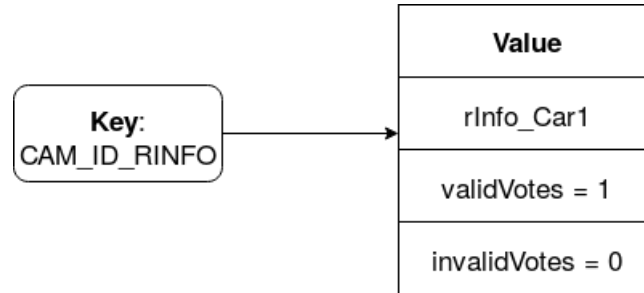 Key:
CAM_ID_RINFO
Value
rInfo_Car1
validVotes = 1
invalidVotes = 0